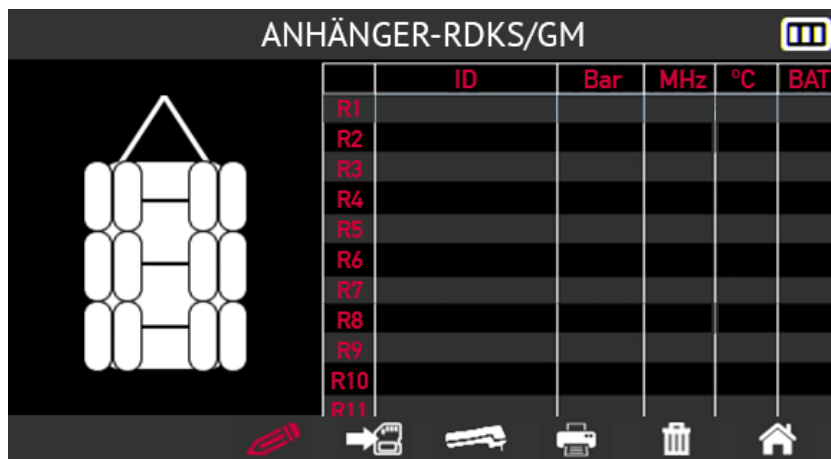 ANHÄNGER-RDKS/GM
ID Bar MHz °C BAT
R1
R2
R3
R4
R5
R6
R7
R8
R9
R10
R11